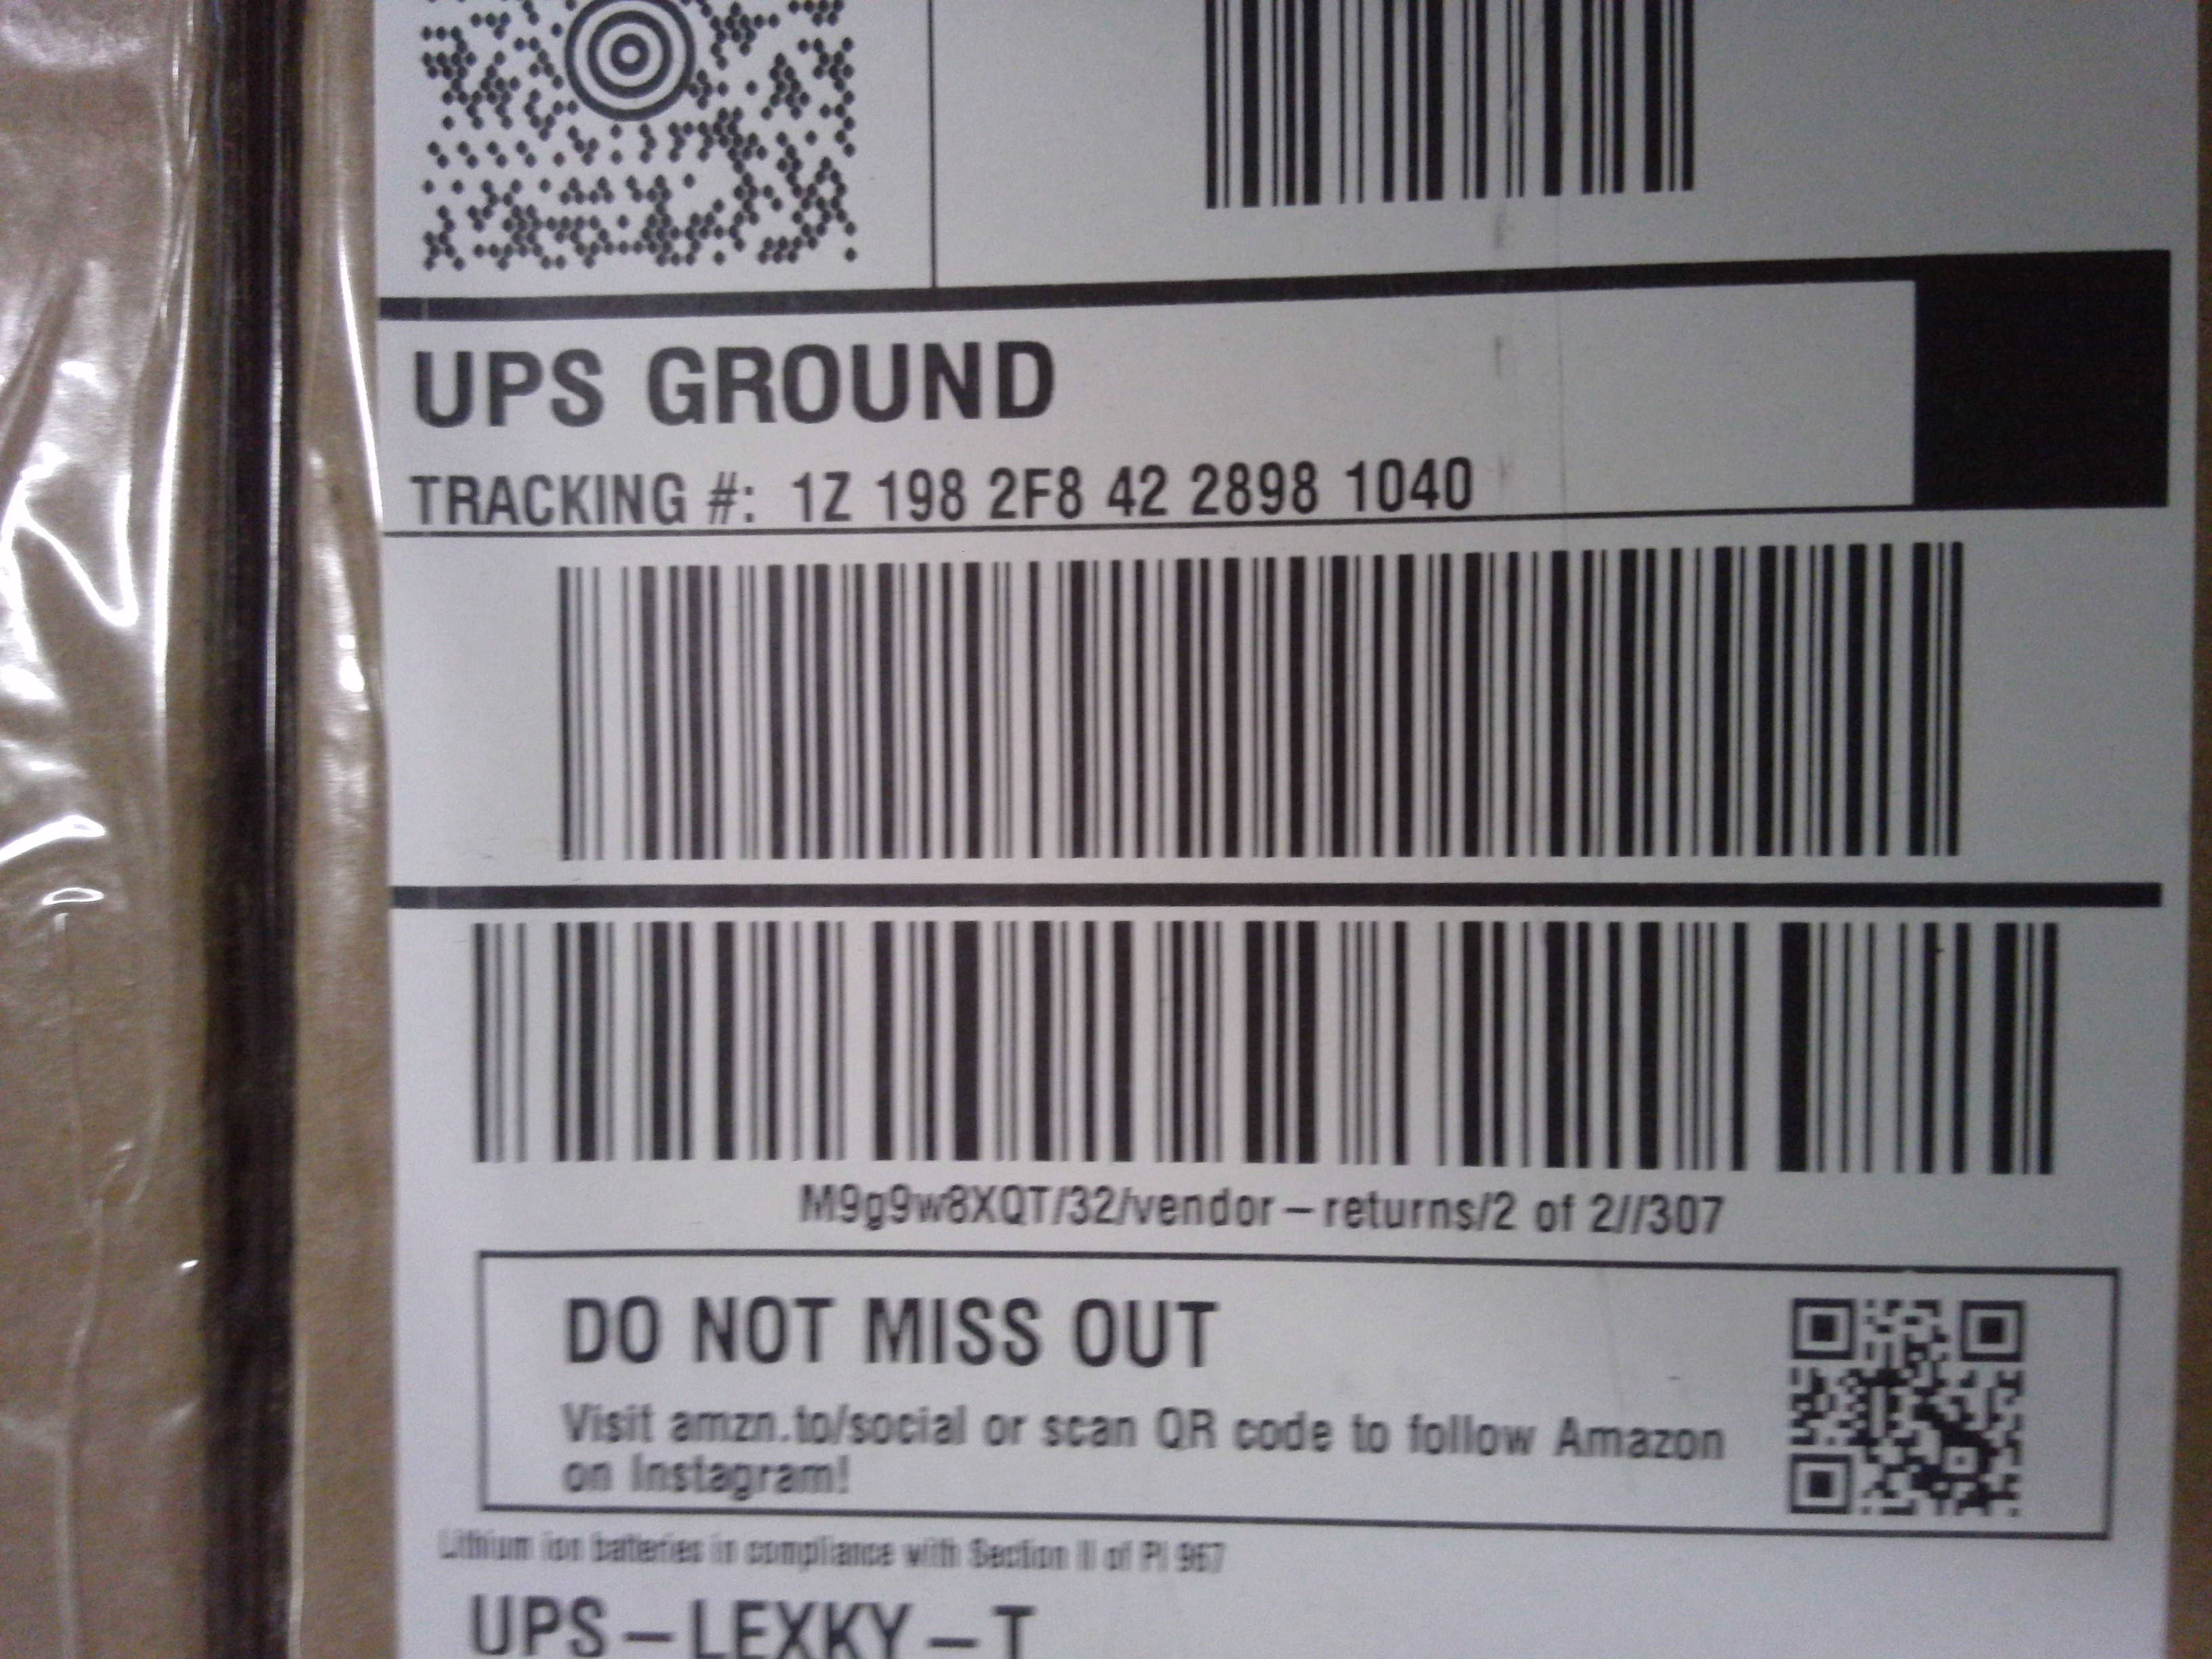 UPS GROUND
TRACKING #: 1Z 198 2F8 42 2898 1040
M9g9w8XQT/32/vendor-returns/2 of 2//307
DO NOT MISS OUT
Visit amzn.to/social or scan QR code to follow Amazon
on Instagram!
Lithium ion batteries in compliance with Section II of PI 967
UPS-LEXKY-T